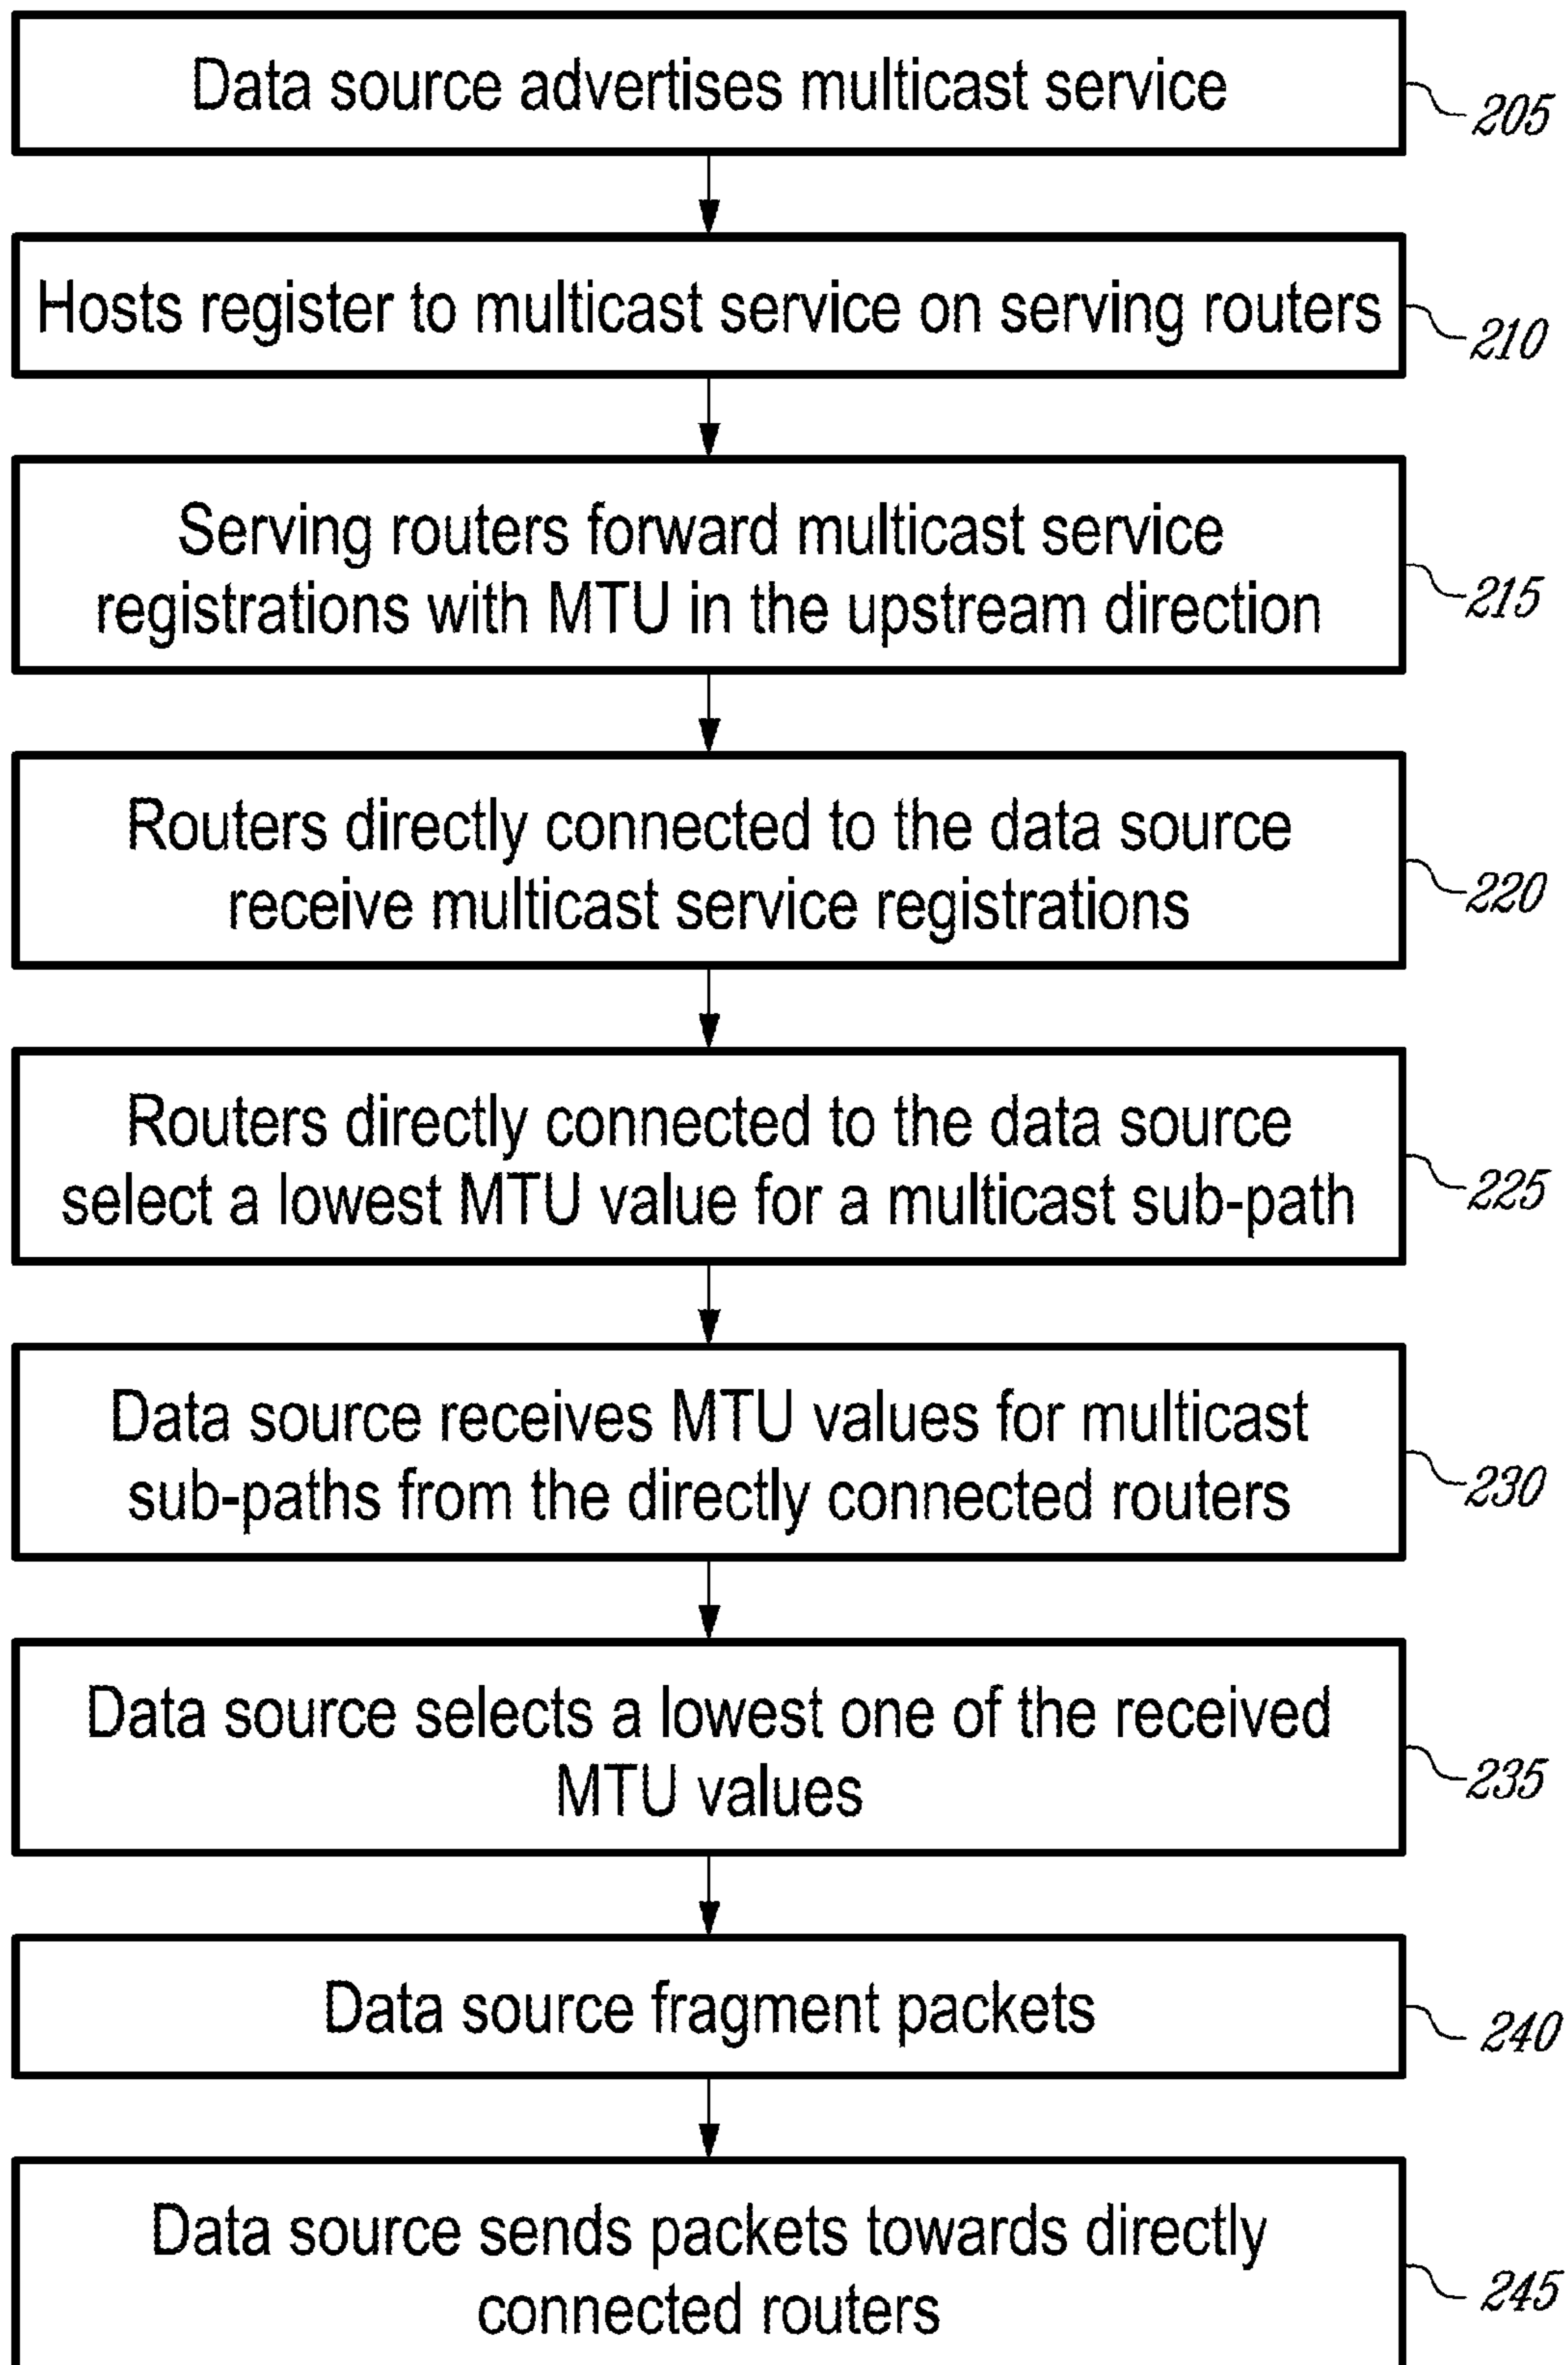 Data source advertises multicast service
205
Hosts register to multicast service on serving routers
210
Serving routers forward multicast service
registrations with MTU in the upstream direction
215
Routers directly connected to the data source
receive multicast service registrations
220
Routers directly connected to the data source
select a lowest MTU value for a multicast sub-path
225
Data source receives MTU values for multicast
sub-paths from the directly connected routers
230
Data source selects a lowest one of the received
MTU values
235
Data source fragment packets
240
Data source sends packets towards directly
connected routers
245